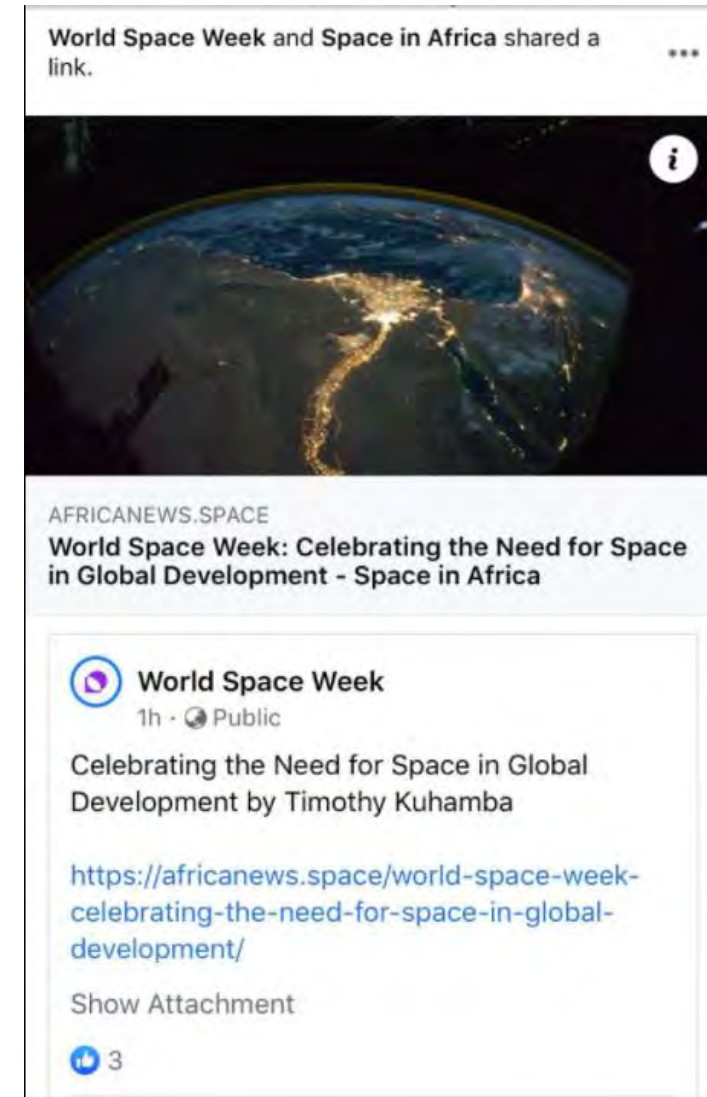 World Space Week and Space in Africa shared a
link.
i
AFRICANEWS.SPACE
World Space Week: Celebrating the Need for Space
in Global Development - Space in Africa
World Space Week
1h · Public
Celebrating the Need for Space in Global
Development by Timothy Kuhamba
https://africanews.space/world-space-week-
celebrating-the-need-for-space-in-global-
development/
Show Attachment
3